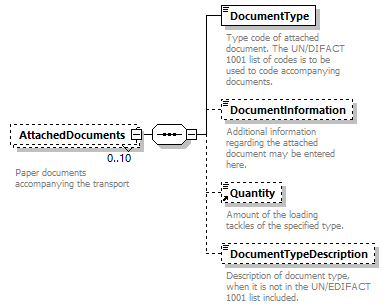 DocumentType
Type code of attached
document. The UN/DIFACT
1001 list of codes is to be
used to code accompanying
documents.
DocumentInformation
Additional information
regarding the attached
document may be entered
here.
AttachedDocuments
0..10
Paper documents
accompanying the transport
Quantity
Amount of the loading
tackles of the specified type.
DocumentTypeDescription
Description of document type,
when it is not in the UN/EDIFACT
1001 list included.